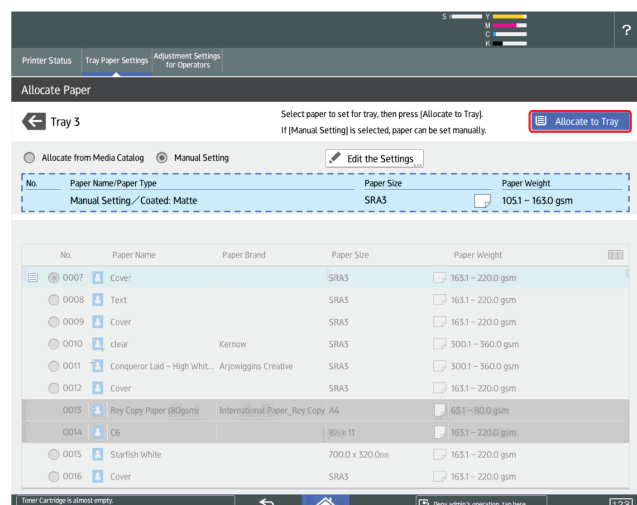 S Y
M
C
K
?
Printer Status Tray Paper Settings Adjustment Settings for Operators
Allocate Paper
Tray 3
Select paper to set for tray, then press [Allocate to Tray].
If [Manual Setting] is selected, paper can be set manually.
Allocate to Tray
Allocate from Media Catalog Manual Setting Edit the Settings
No. Paper Name/Paper Type Paper Size Paper Weight
Manual Setting/Coated: Matte SRA3 105.1 – 163.0 gsm
No. Paper Name Paper Brand Paper Size Paper Weight
0007 Cover SRA3 163.1 – 220.0 gsm
0008 Text SRA3 163.1 – 220.0 gsm
0009 Cover SRA3 163.1 – 220.0 gsm
0010 clear Kernow SRA3 300.1 – 360.0 gsm
0011 Conqueror Laid – High Whit... Arjowiggins Creative SRA3 300.1 – 360.0 gsm
0012 Cover SRA3 163.1 – 220.0 gsm
0013 Rey Copy Paper (80gsm) International Paper_Rey Copy A4 63.1 – 80.0 gsm
0014 C6 8½ x 11 163.1 – 220.0 gsm
0015 Starfish White 700.0 x 320.0mm 163.1 – 220.0 gsm
0016 Cover SRA3 163.1 – 220.0 gsm
Toner Cartridge is almost empty. Deny admin's operation, tap here. 123